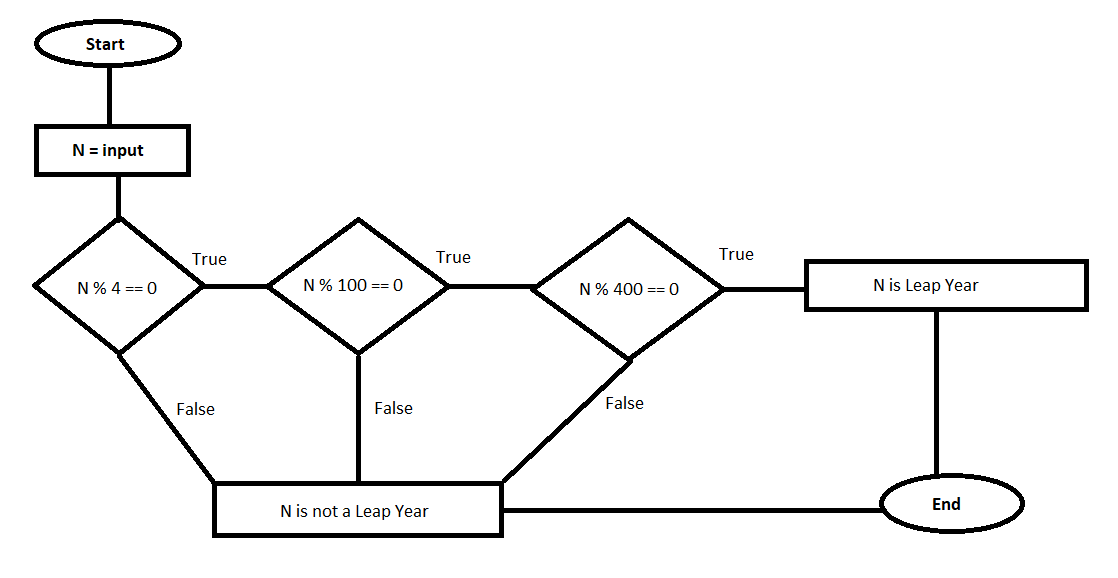 Start
N = input
N % 4 == 0
True
N % 100 == 0
True
N % 400 == 0
True
N is Leap Year
False
False
False
N is not a Leap Year
End